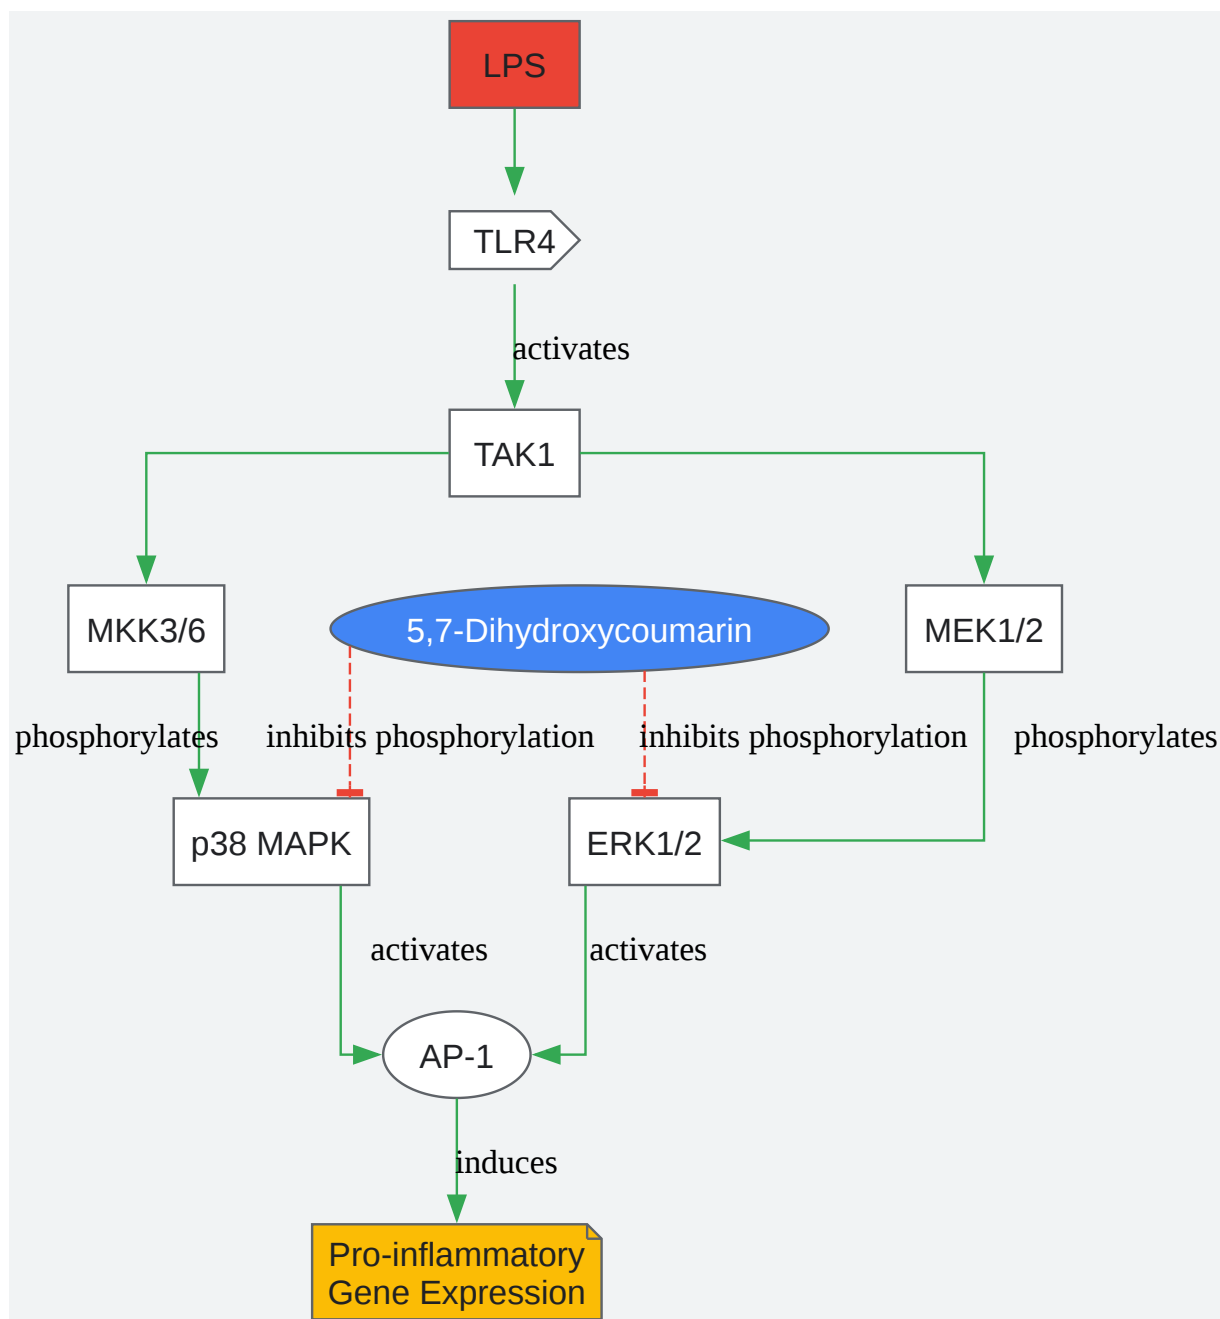 LPS
TLR4
activates
TAK1
MKK3/6
5,7-Dihydroxycoumarin
MEK1/2
phosphorylates
inhibits phosphorylation
inhibits phosphorylation
phosphorylates
p38 MAPK
ERK1/2
activates
activates
AP-1
induces
Pro-inflammatory
Gene Expression